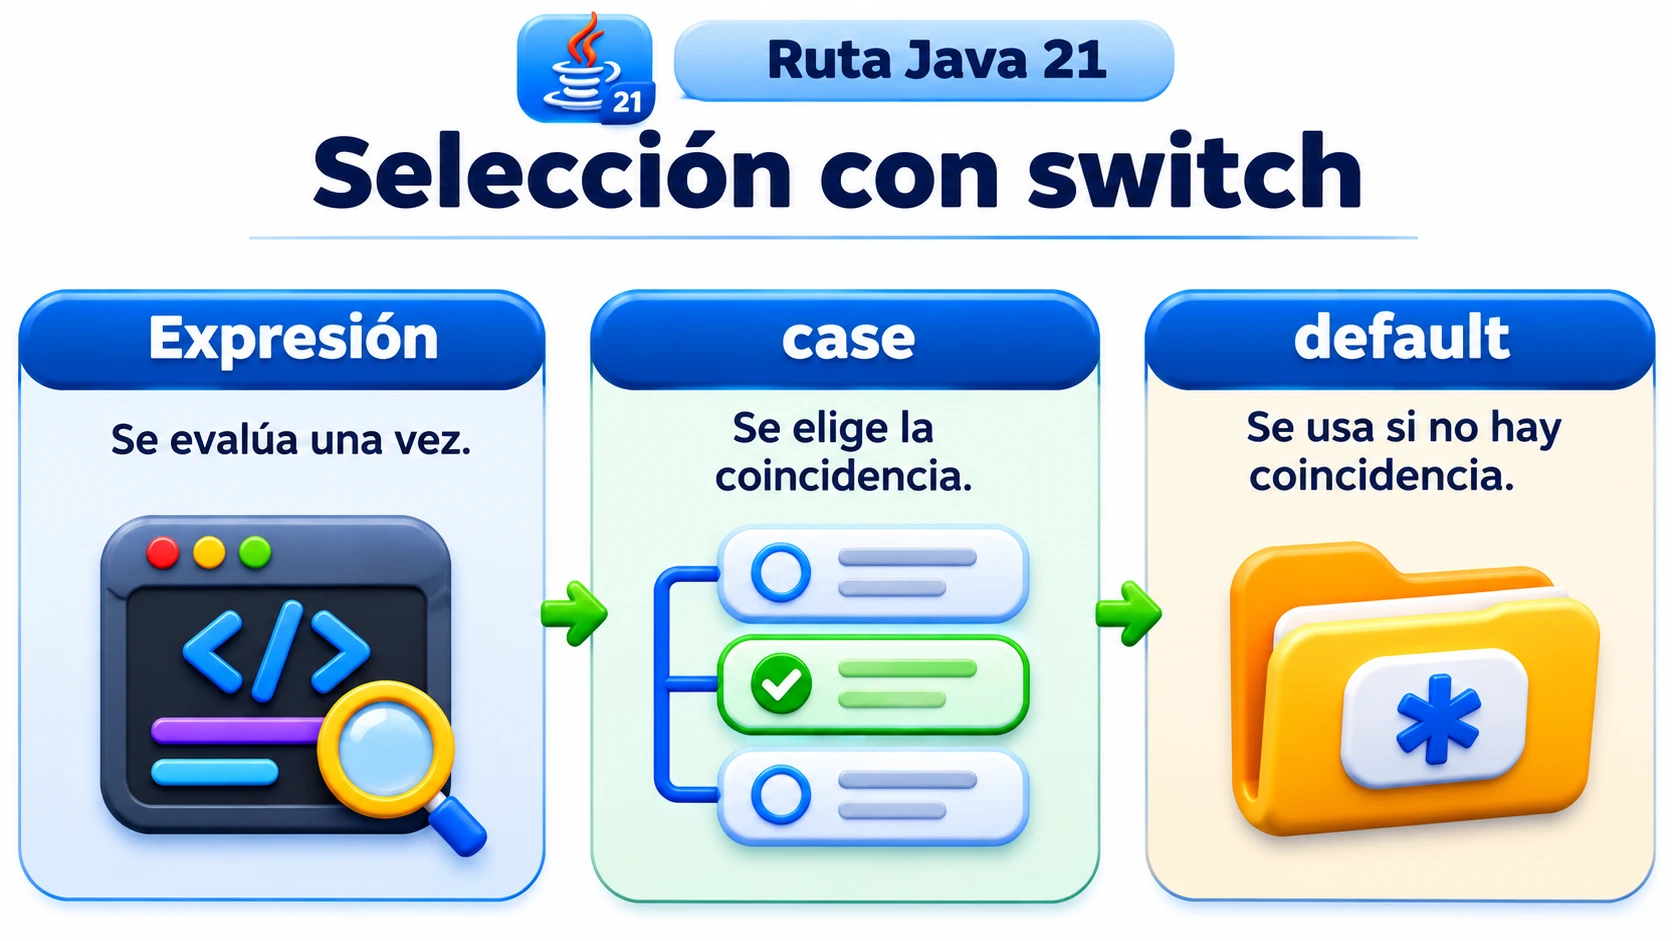 21
Ruta Java 21
Selección con switch
Expresión
Se evalúa una vez.
</>
case
Se elige la
coincidencia.
default
Se usa si no hay
coincidencia.
*